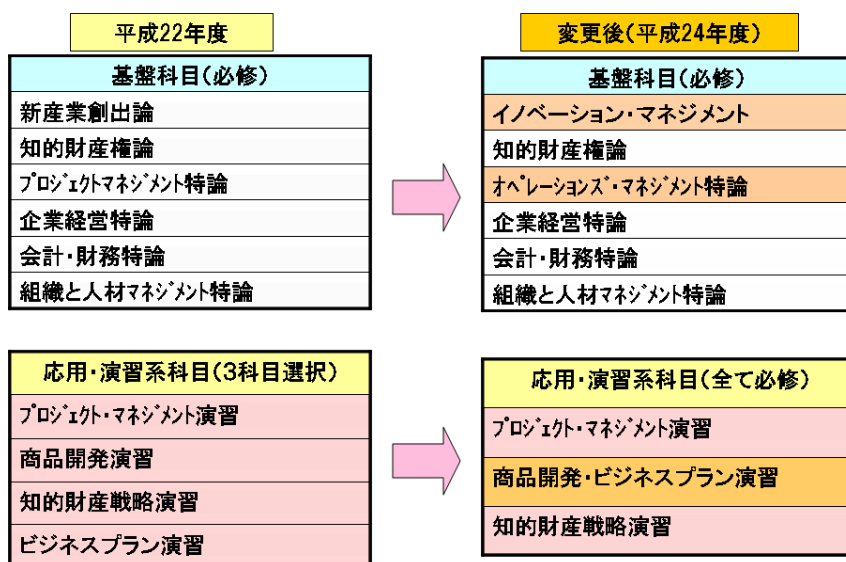 平成22年度
基盤科目(必修)
新産業創出論
知的財産権論
ﾌﾟﾛｼﾞｪｸﾄﾏﾈｼﾞﾒﾝﾄ特論
企業経営特論
会計・財務特論
組織と人材ﾏﾈｼﾞﾒﾝﾄ特論
変更後(平成24年度)
基盤科目(必修)
イノベーション・マネジメント
知的財産権論
ｵﾍﾟﾚｰｼｮﾝｽﾞ・ﾏﾈｼﾞﾒﾝﾄ特論
企業経営特論
会計・財務特論
組織と人材ﾏﾈｼﾞﾒﾝﾄ特論
応用・演習系科目(3科目選択)
ﾌﾟﾛｼﾞｪｸﾄ・ﾏﾈｼﾞﾒﾝﾄ演習
商品開発演習
知的財産戦略演習
ビジネスプラン演習
応用・演習系科目(全て必修)
ﾌﾟﾛｼﾞｪｸﾄ・ﾏﾈｼﾞﾒﾝﾄ演習
商品開発・ビジネスプラン演習
知的財産戦略演習